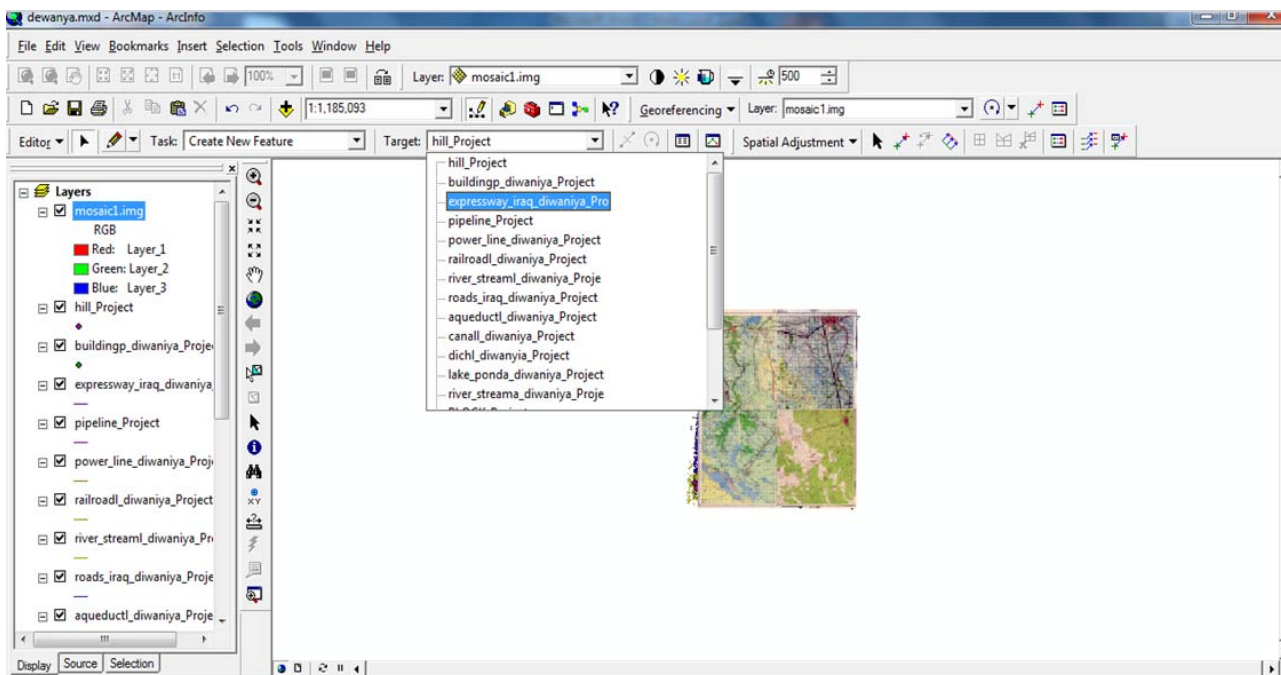 dewanya.mxd - ArcMap - ArcInfo
File Edit View Bookmarks Insert Selection Tools Window Help
100% Layer: mosaic1.img 500
1:1,185,093 Georeferencing Layer: mosaic1.img
Editor Task: Create New Feature Target: hill_Project Spatial Adjustment
hill_Project
buildingp_diwaniya_Project
expressway_iraq_diwaniya_Pro
pipeline_Project
power_line_diwaniya_Project
railroadl_diwaniya_Project
river_streaml_diwaniya_Proje
roads_iraq_diwaniya_Project
aqueductl_diwaniya_Project
canall_diwaniya_Project
dichl_diwanyia_Project
lake_ponda_diwaniya_Project
river_streama_diwaniya_Proje
Layers
mosaic1.img
RGB
Red: Layer_1
Green: Layer_2
Blue: Layer_3
hill_Project
buildingp_diwaniya_Proje
expressway_iraq_diwaniya_
pipeline_Project
power_line_diwaniya_Proj
railroadl_diwaniya_Project
river_streaml_diwaniya_Pr
roads_iraq_diwaniya_Proje
aqueductl_diwaniya_Proje
Display Source Selection